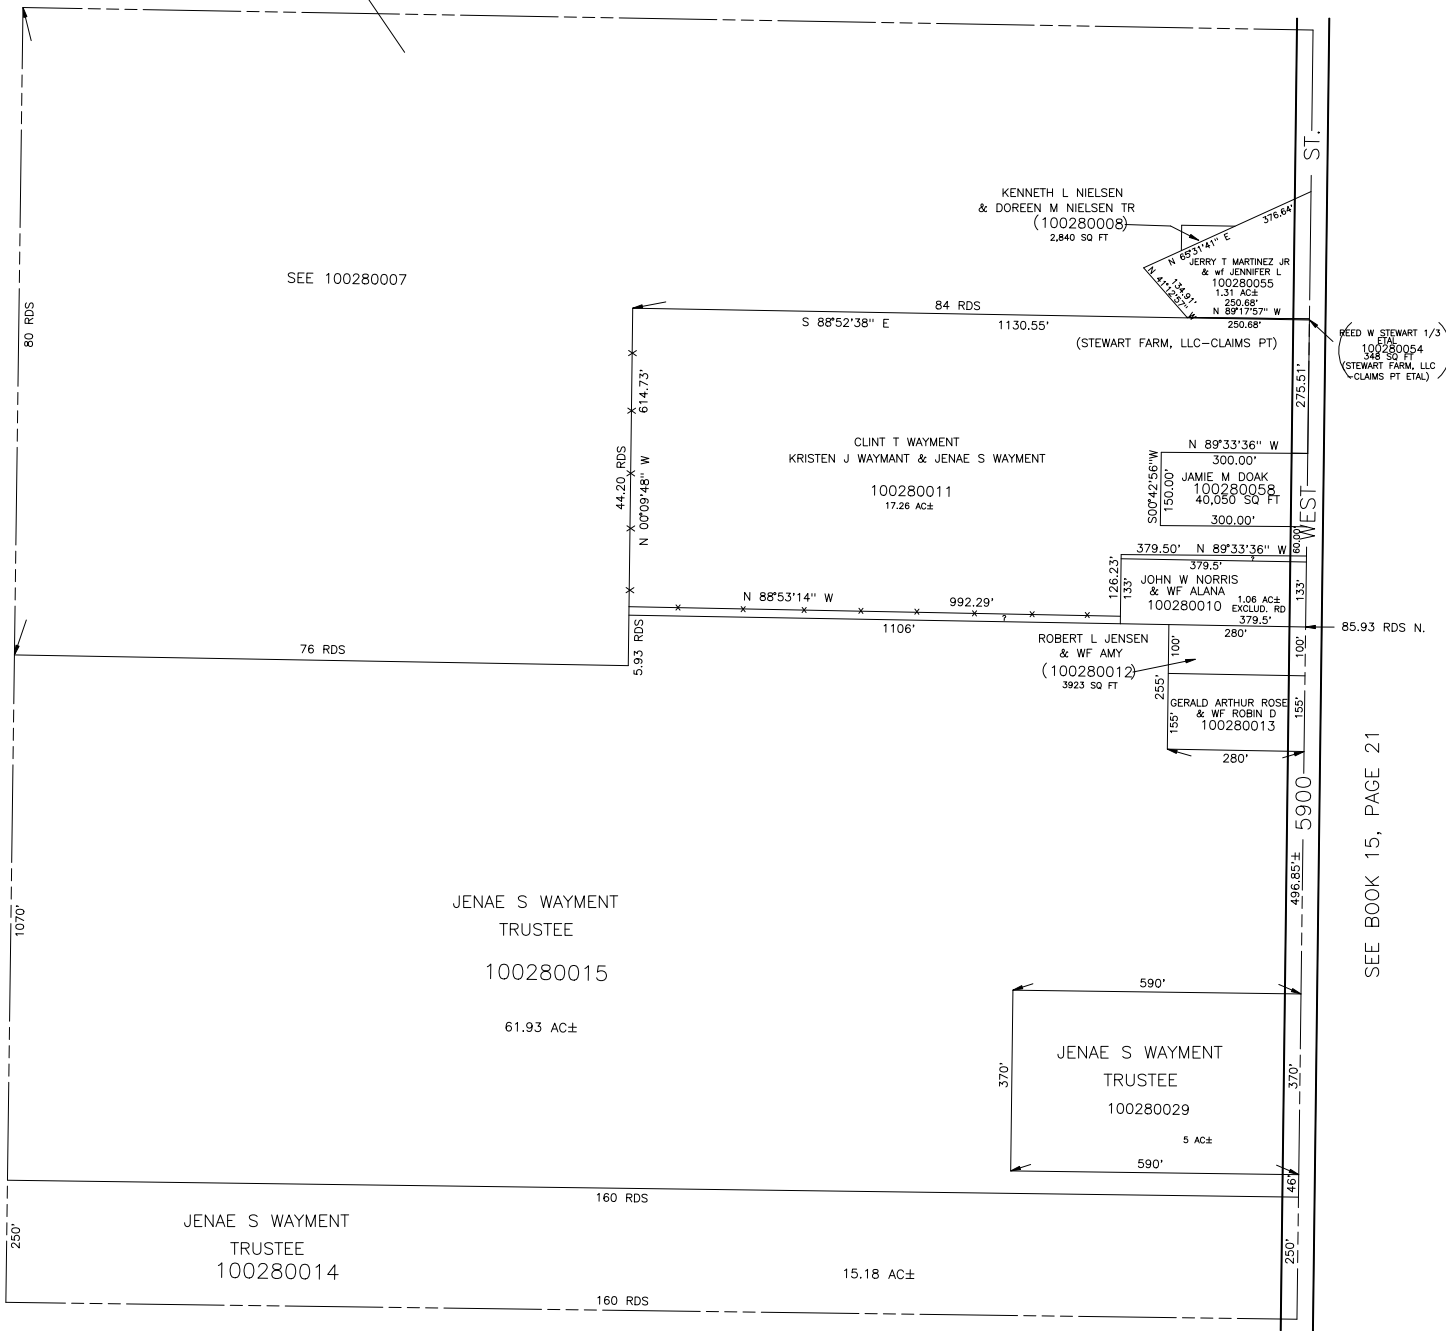 ST.
KENNETH L NIELSEN
& DOREEN M NIELSEN TR
(100280008)
2,840 SQ FT
376.64'
N 65°31'41" E
JERRY T MARTINEZ JR
& wf JENNIFER L
100280055
1.31 AC±
250.68'
N 89°17'57" W
250.68'
134.91'
N 41°12'57" W
SEE 100280007
80 RDS
84 RDS
S 88°52'38" E
1130.55'
(STEWART FARM, LLC-CLAIMS PT)
REED W STEWART 1/3
ETAL
100280054
348 SQ FT
(STEWART FARM, LLC
-CLAIMS PT ETAL)
275.51'
614.73'
44.20 RDS
N 00°09'48" W
CLINT T WAYMENT
KRISTEN J WAYMANT & JENAE S WAYMENT
100280011
17.26 AC±
N 89°33'36" W
300.00'
S00°42'56"W
150.00'
JAMIE M DOAK
100280058
40,050 SQ FT
300.00'
WEST
60.00'
379.50' N 89°33'36" W
?
379.5'
126.23'
133'
JOHN W NORRIS
& WF ALANA
100280010
1.06 AC±
EXCLUD. RD
379.5'
133'
N 88°53'14" W
992.29'
?
1106'
280'
85.93 RDS N.
76 RDS
5.93 RDS
ROBERT L JENSEN
& WF AMY
(100280012)
3923 SQ FT
100'
100'
255'
GERALD ARTHUR ROSE
& WF ROBIN D
100280013
155'
155'
280'
5900
SEE BOOK 15, PAGE 21
496.85'±
1070'
JENAE S WAYMENT
TRUSTEE
100280015
61.93 AC±
590'
370'
JENAE S WAYMENT
TRUSTEE
100280029
5 AC±
370'
590'
46'
160 RDS
250'
JENAE S WAYMENT
TRUSTEE
100280014
15.18 AC±
250'
160 RDS